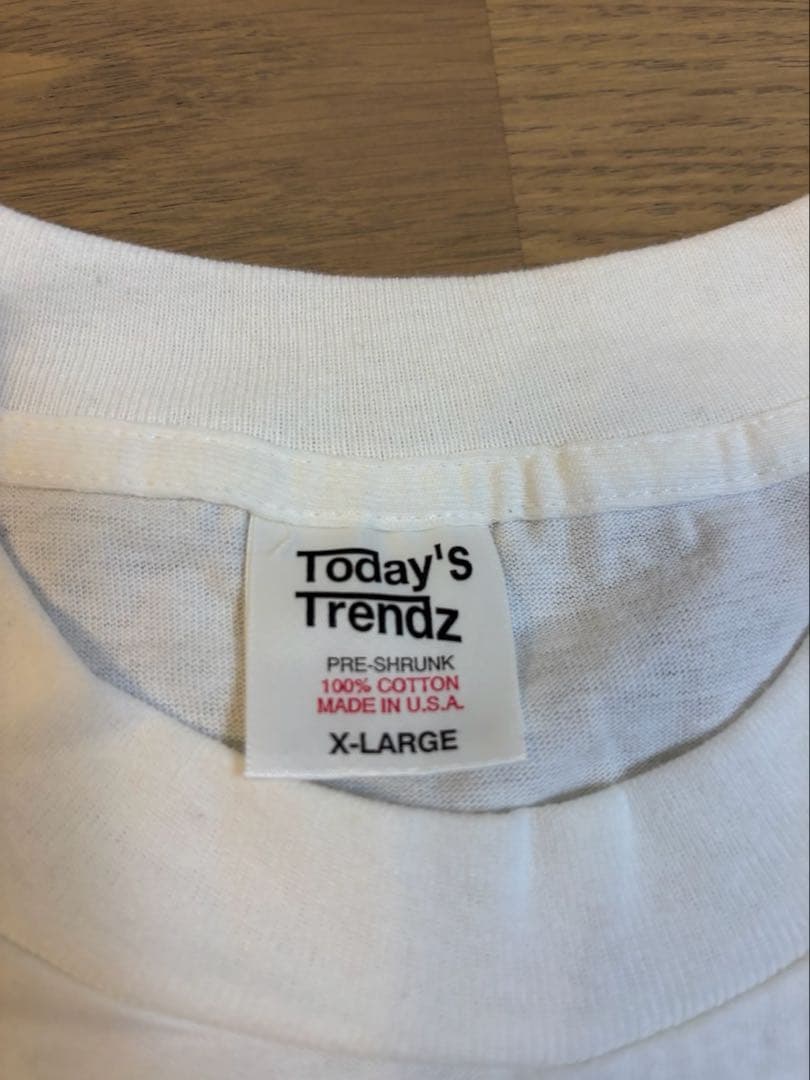 Today'S
Trendz
PRE-SHRUNK
100% COTTON
MADE IN U.S.A.
X-LARGE